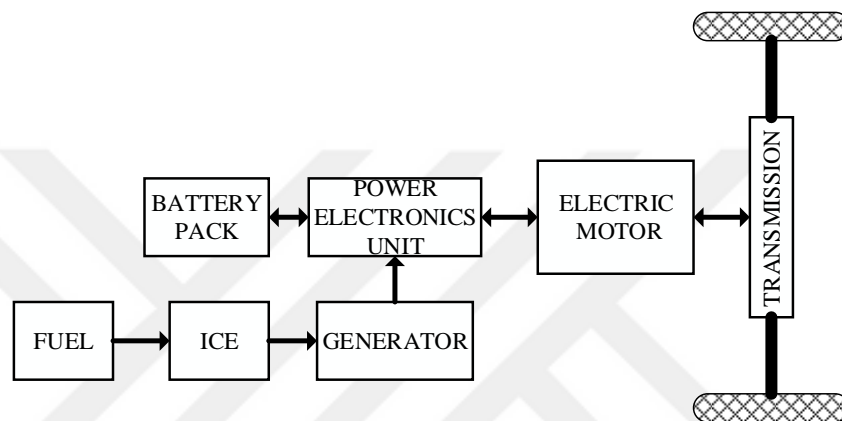 BATTERY
PACK
POWER
ELECTRONICS
UNIT
ELECTRIC
MOTOR
TRANSMISSION
FUEL
ICE
GENERATOR